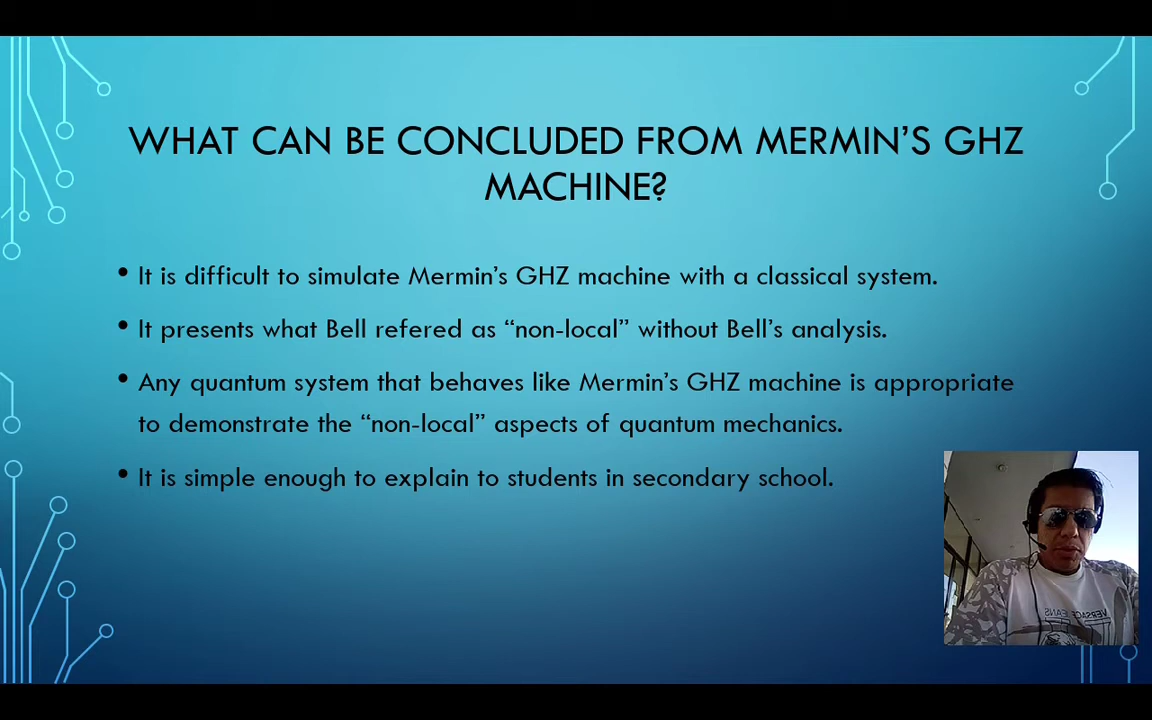 WHAT CAN BE CONCLUDED FROM MERMIN'S GHZ
MACHINE?
• It is difficult to simulate Mermin's GHZ machine with a classical system.
• It presents what Bell refered as “non-local” without Bell's analysis.
• Any quantum system that behaves like Mermin's GHZ machine is appropriate
to demonstrate the “non-local” aspects of quantum mechanics.
• It is simple enough to explain to students in secondary school.
VERSACE JEANS